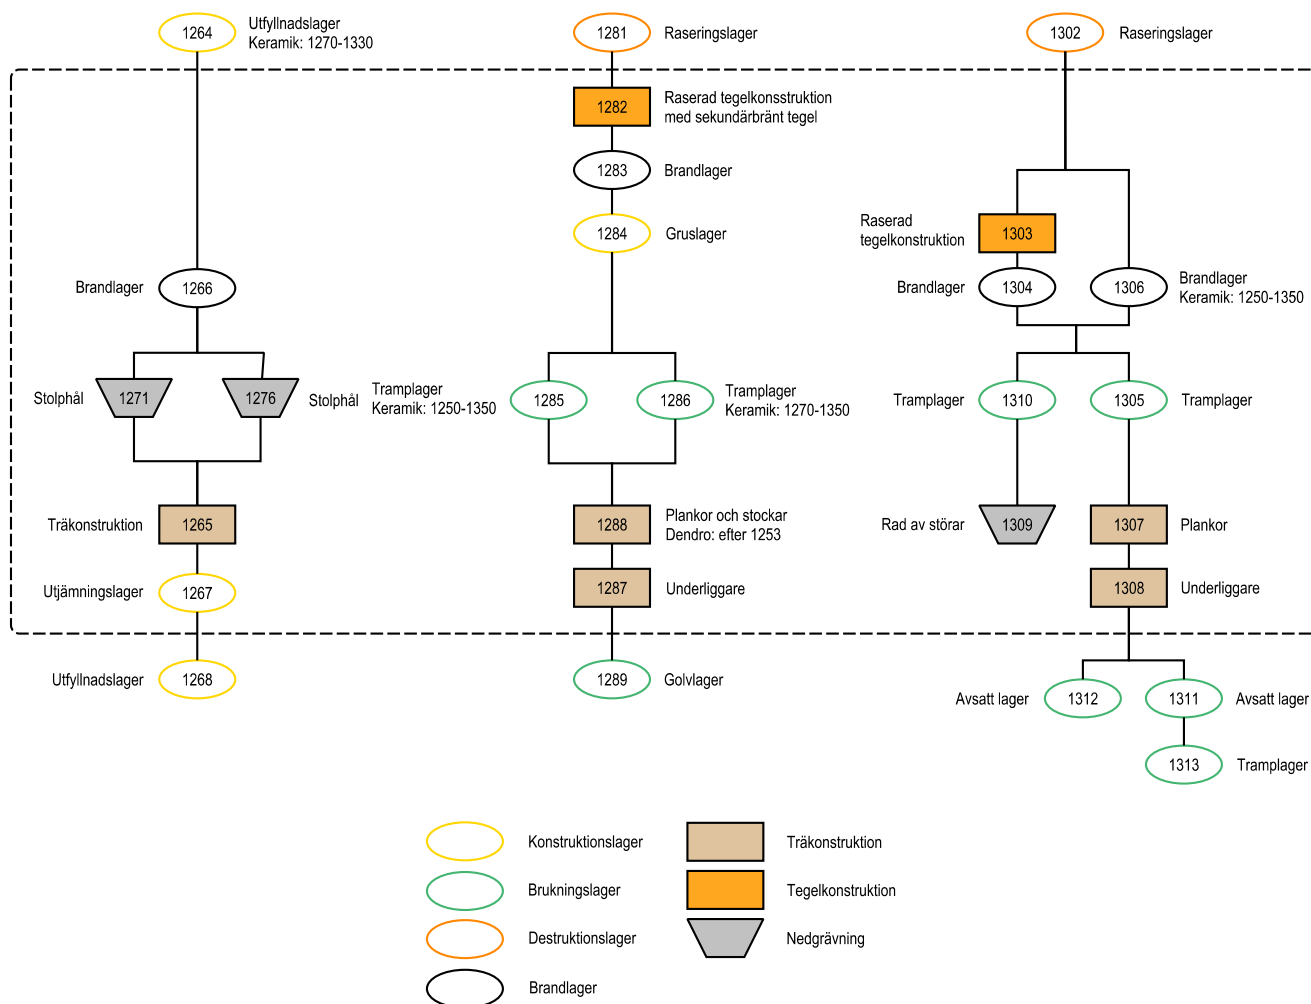 1264
Utfyllnadslager
Keramik: 1270-1330
1281
Raseringslager
1302
Raseringslager
1282
Raserad tegelkonsstruktion
med sekundärbränt tegel
1283
Brandlager
1284
Gruslager
Raserad
tegelkonstruktion
1303
Brandlager
1266
Brandlager
1304
1306
Brandlager
Keramik: 1250-1350
Stolphål
1271
1276
Stolphål
Tramplager
Keramik: 1250-1350
1285
1286
Tramplager
Keramik: 1270-1350
Tramplager
1310
1305
Tramplager
Träkonstruktion
1265
1288
Plankor och stockar
Dendro: efter 1253
Rad av störar
1309
1307
Plankor
Utjämningslager
1267
1287
Underliggare
1308
Underliggare
Utfyllnadslager
1268
1289
Golvlager
Avsatt lager
1312
1311
Avsatt lager
1313
Tramplager
Konstruktionslager
Träkonstruktion
Brukningslager
Tegelkonstruktion
Destruktionslager
Nedgrävning
Brandlager